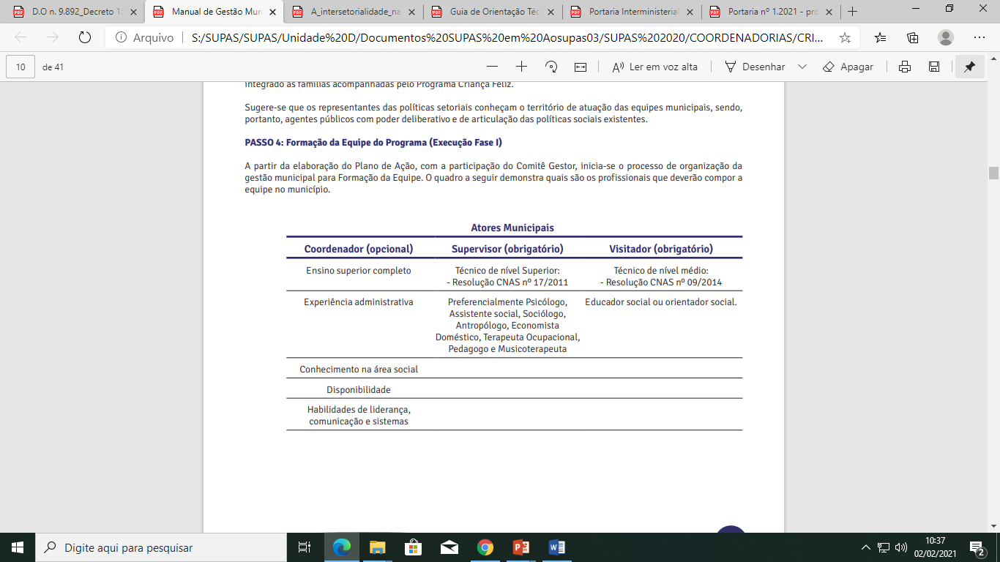 D.O n. 9.892_Decreto 1
Manual de Gestão Mun
A_intersetorialidade_na
Guia de Orientação Téc
Portaria Interministerial
Portaria nº 1.2021 - pro
Arquivo
S:/SUPAS/SUPAS/Unidade%20D/Documentos%20SUPAS%20em%20Aosupas03/SUPAS%202020/COORDENADORIAS/CRI...
10 de 41
Ler em voz alta
Desenhar
Apagar
integrado às famílias acompanhadas pelo Programa Criança Feliz.
Sugere-se que os representantes das políticas setoriais conheçam o território de atuação das equipes municipais, sendo,
portanto, agentes públicos com poder deliberativo e de articulação das políticas sociais existentes.
PASSO 4: Formação da Equipe do Programa (Execução Fase I)
A partir da elaboração do Plano de Ação, com a participação do Comitê Gestor, inicia-se o processo de organização da
gestão municipal para Formação da Equipe. O quadro a seguir demonstra quais são os profissionais que deverão compor a
equipe no município.
Atores Municipais
Coordenador (opcional) Supervisor (obrigatório) Visitador (obrigatório)
Ensino superior completo
Técnico de nível Superior:
- Resolução CNAS nº 17/2011
Técnico de nível médio:
- Resolução CNAS nº 09/2014
Experiência administrativa
Preferencialmente Psicólogo,
Assistente social, Sociólogo,
Antropólogo, Economista
Doméstico, Terapeuta Ocupacional,
Pedagogo e Musicoterapeuta
Educador social ou orientador social.
Conhecimento na área social
Disponibilidade
Habilidades de liderança,
comunicação e sistemas
Digite aqui para pesquisar
10:37
02/02/2021
2